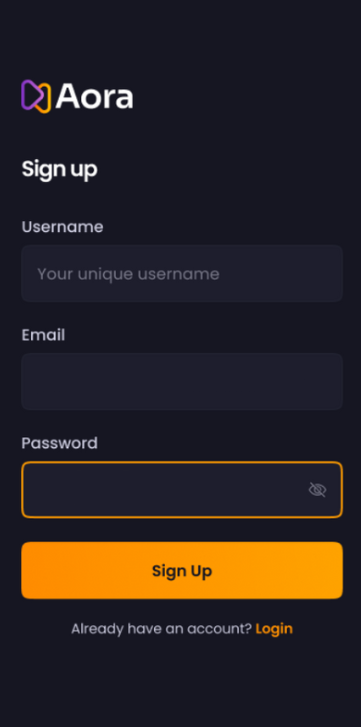 Aora
Sign up
Username
Your unique username
Email
Password
Sign Up
Already have an account? Login